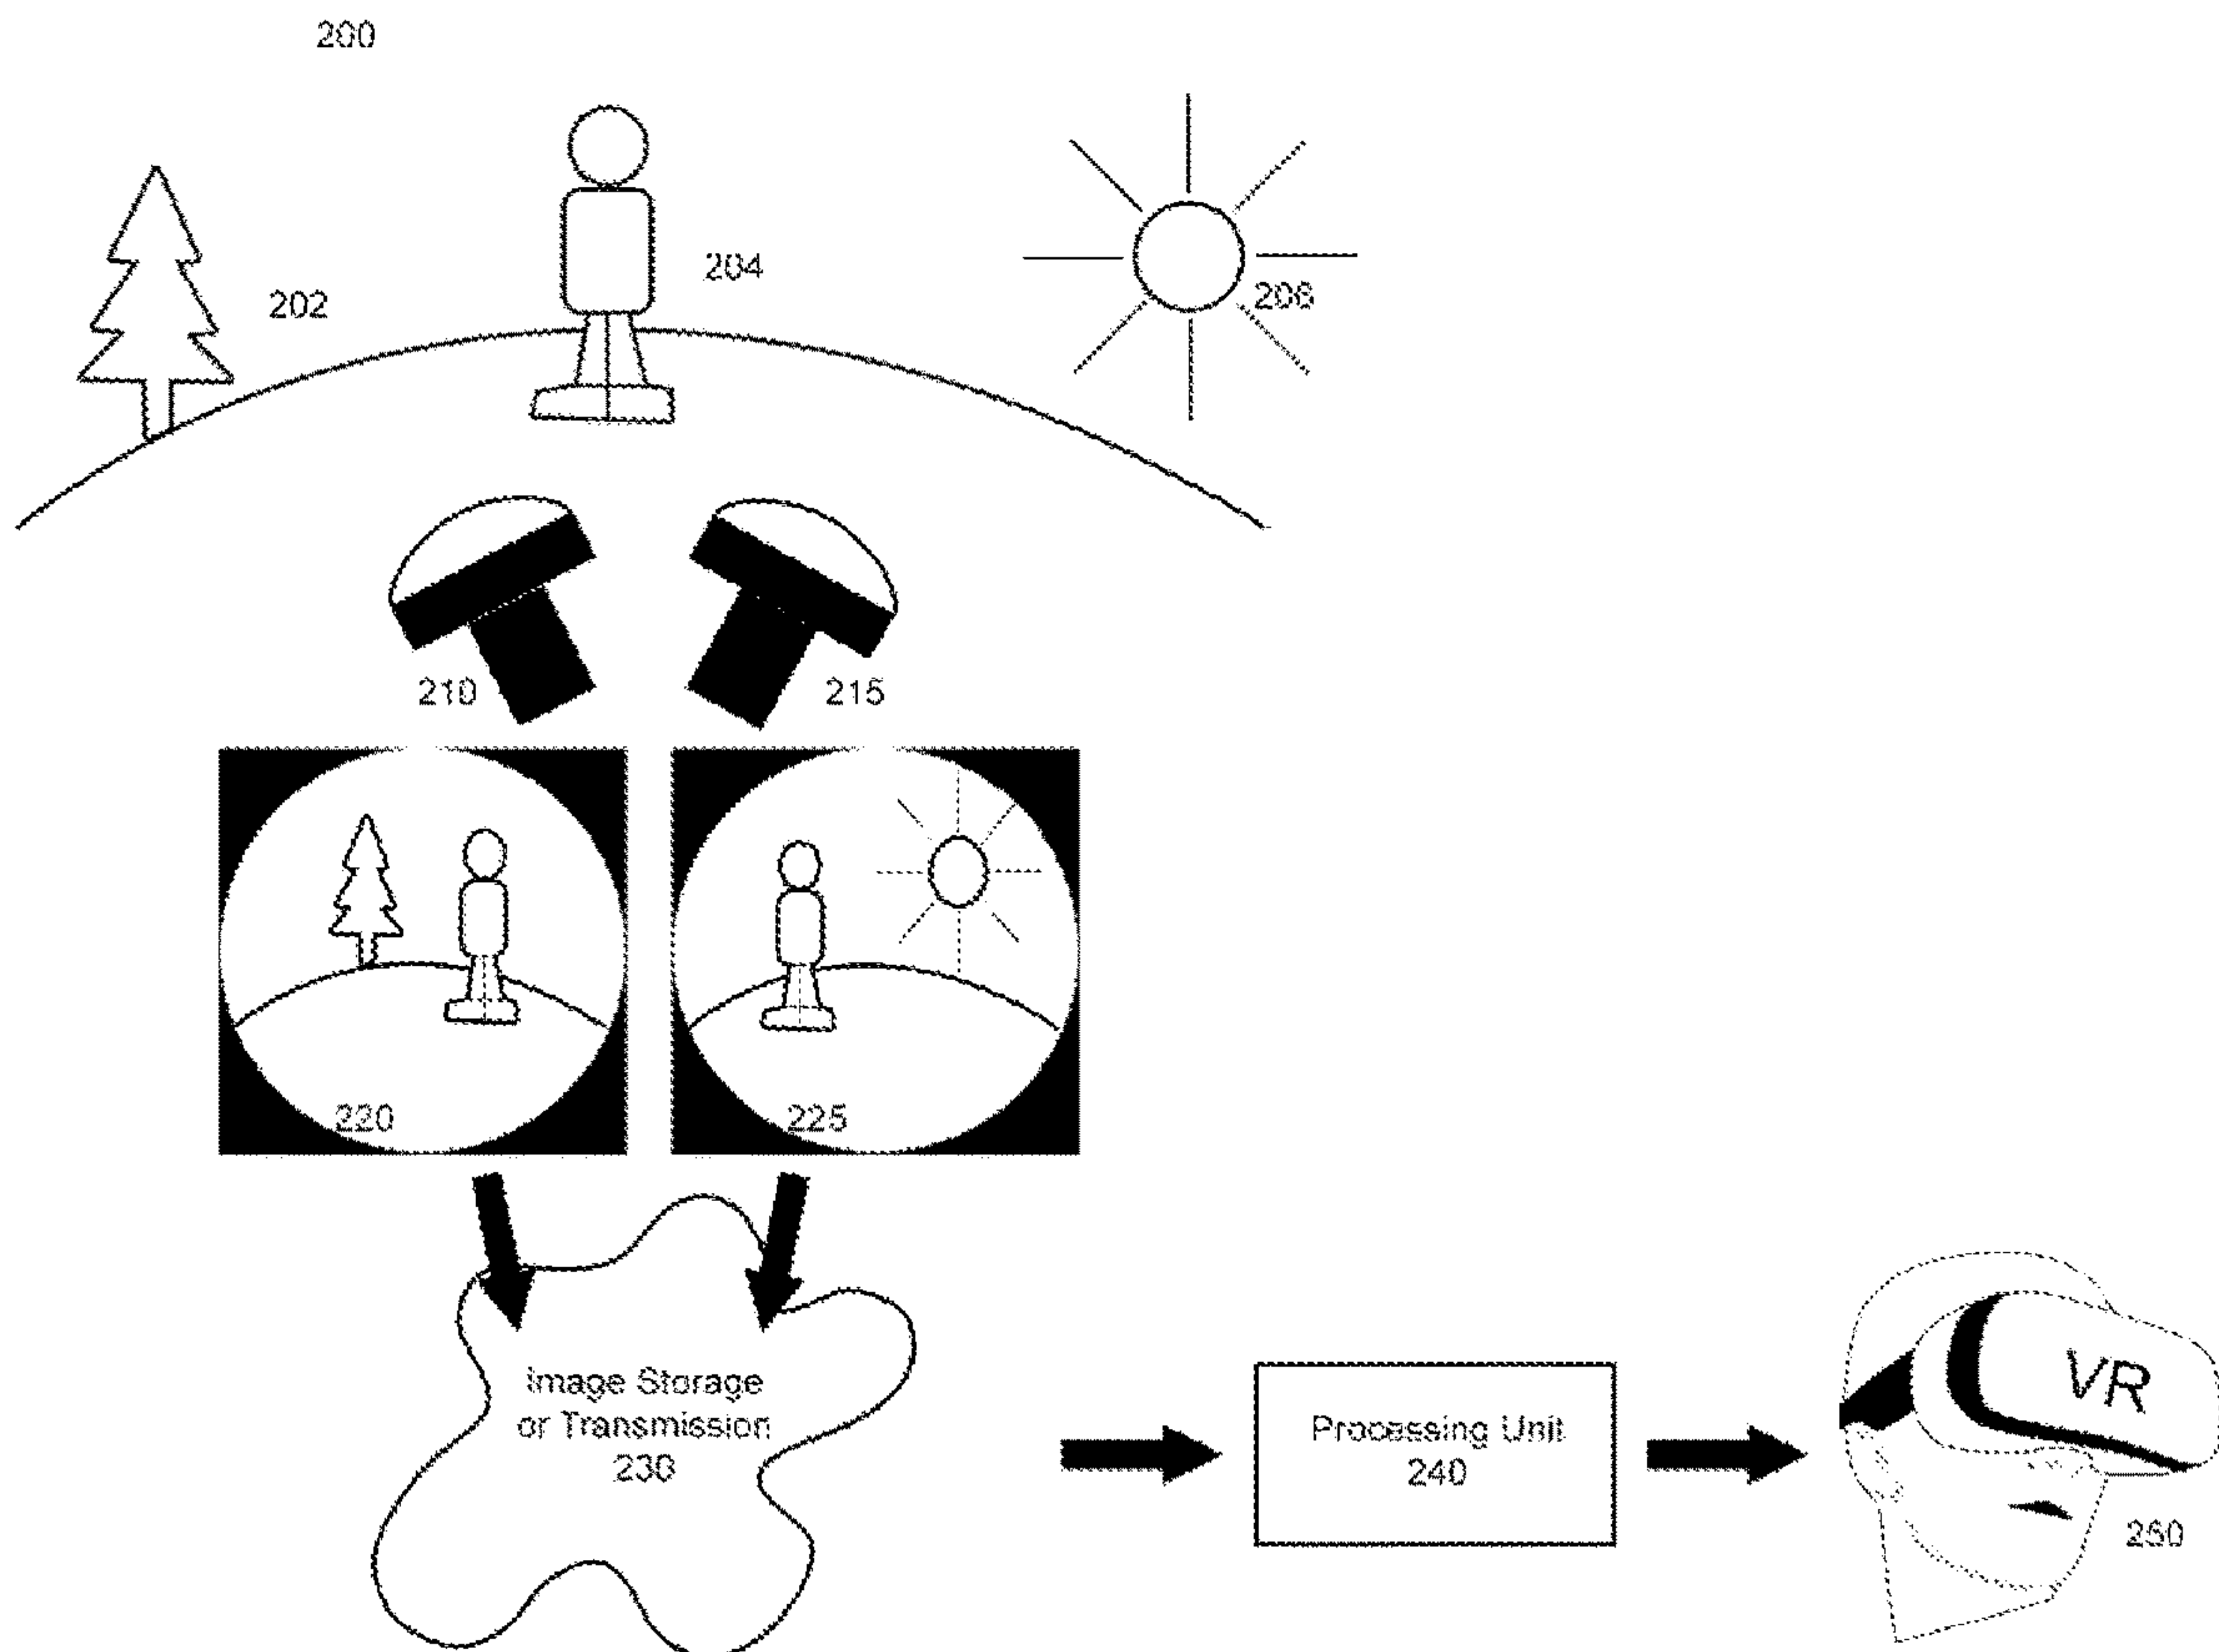 200
204
202
206
210
215
220
225
Image Storage
or Transmission
230
Processing Unit
240
VR
250